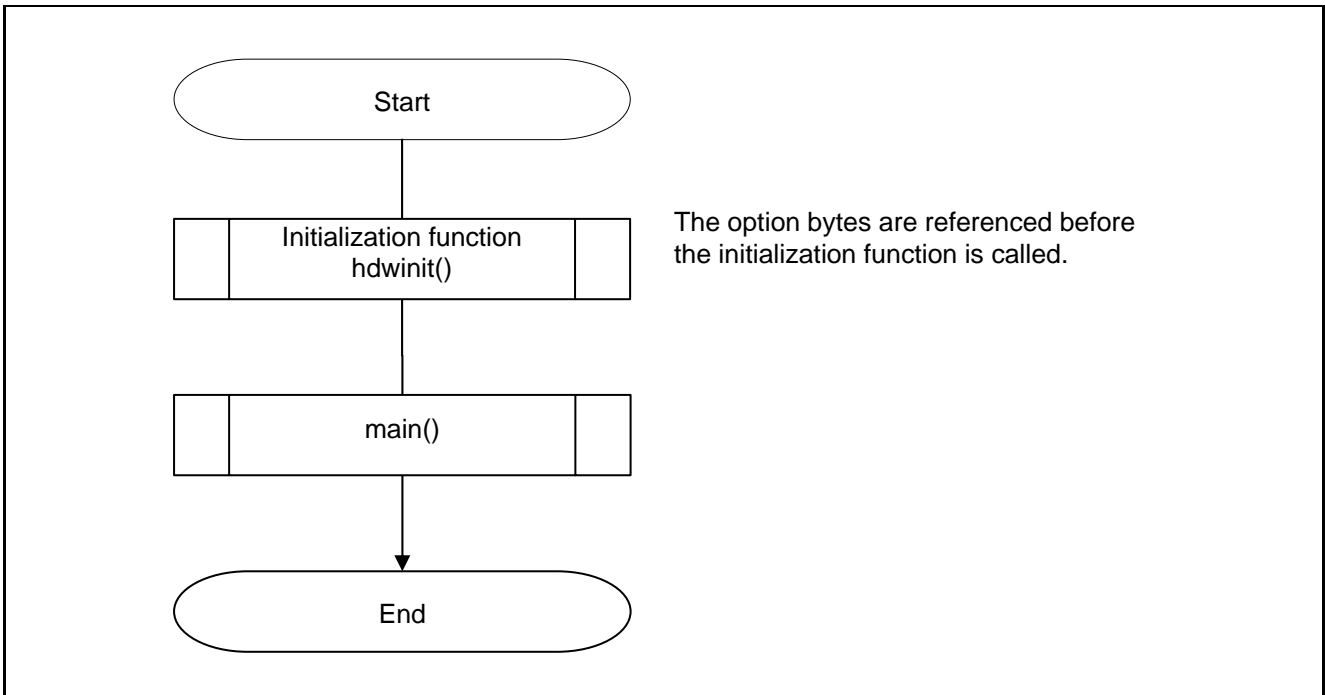 Start
Initialization function
hdwinit()
The option bytes are referenced before
the initialization function is called.
main()
End